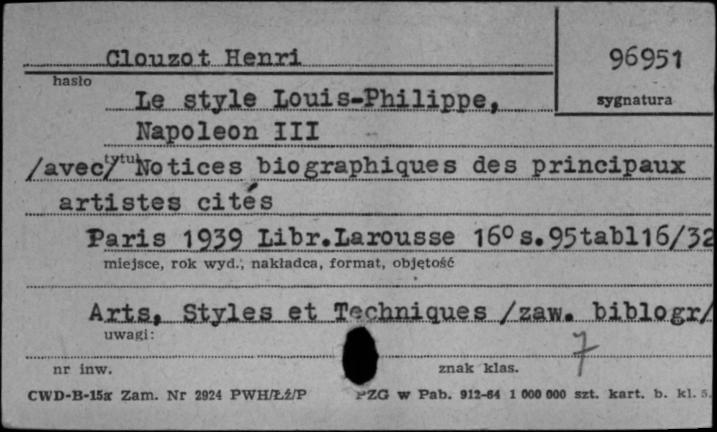 Clouzot Henri
96951
hasło
sygnatura
Le style Louis-Philippe,
Napoleon III
/avec/ tytuł Notices biographiques des principaux
artistes cités
Paris 1939 Libr.Larousse 16° s.95tabl16/32
miejsce, rok wyd., nakładca, format, objętość
Arts, Styles et Techniques /zaw. biblogr/
uwagi:
7
nr inw.
znak klas.
CWD-B-15a Zam. Nr 2924 PWH/Łź/P
PZG w Pab. 912-64 1 000 000 szt. kart. b. kl. 5.